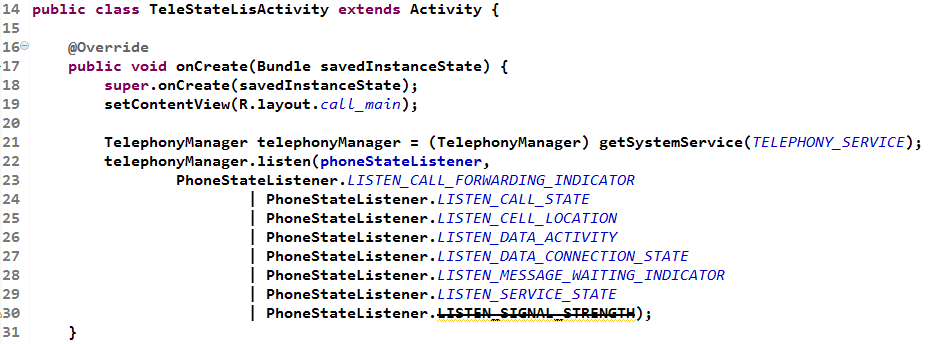 14 public class TeleStateLisActivity extends Activity {
15
16 @Override
17 public void onCreate(Bundle savedInstanceState) {
18 super.onCreate(savedInstanceState);
19 setContentView(R.layout.call_main);
20
21 TelephonyManager telephonyManager = (TelephonyManager) getSystemService(TELEPHONY_SERVICE);
22 telephonyManager.listen(phoneStateListener,
23 PhoneStateListener.LISTEN_CALL_FORWARDING_INDICATOR
24 | PhoneStateListener.LISTEN_CALL_STATE
25 | PhoneStateListener.LISTEN_CELL_LOCATION
26 | PhoneStateListener.LISTEN_DATA_ACTIVITY
27 | PhoneStateListener.LISTEN_DATA_CONNECTION_STATE
28 | PhoneStateListener.LISTEN_MESSAGE_WAITING_INDICATOR
29 | PhoneStateListener.LISTEN_SERVICE_STATE
30 | PhoneStateListener.LISTEN_SIGNAL_STRENGTH);
31 }